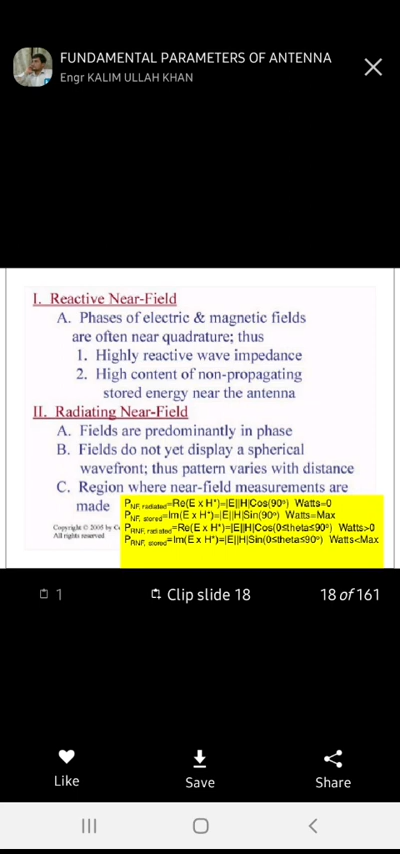 FUNDAMENTAL PARAMETERS OF ANTENNA
Engr KALIM ULLAH KHAN
I. Reactive Near-Field
A. Phases of electric & magnetic fields
are often near quadrature; thus
1. Highly reactive wave impedance
2. High content of non-propagating
stored energy near the antenna
II. Radiating Near-Field
A. Fields are predominantly in phase
B. Fields do not yet display a spherical
wavefront; thus pattern varies with distance
C. Region where near-field measurements are
made
PNF, radiated=Re(E x H*)=|E||H|Cos(90º) Watts=0
PNF, stored=Im(E x H*)=|E||H|Sin(90º) Watts=Max
PRNF, radiated=Re(E x H*)=|E||H|Cos(0≤theta≤90º) Watts>0
PRNF, stored=Im(E x H*)=|E||H|Sin(0≤theta≤90º) Watts<Max
Copyright © 2005 by
All rights reserved
1
Clip slide 18
18 of 161
Like
Save
Share